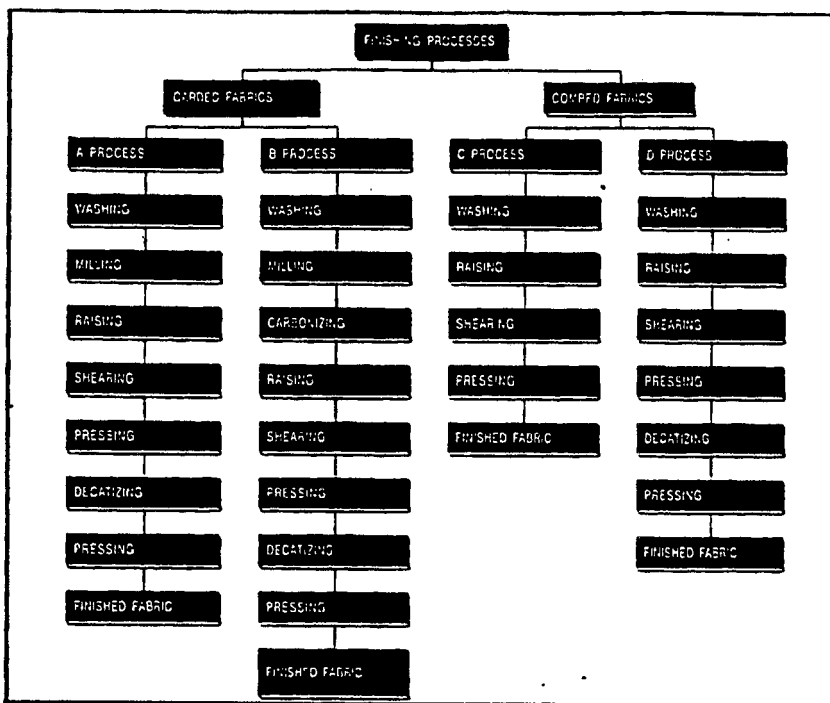 FINISHING PROCESSES
CARDED FABRICS
COMBED FABRICS
A PROCESS
WASHING
MILLING
RAISING
SHEARING
PRESSING
DECATIZING
PRESSING
FINISHED FABRIC
B PROCESS
WASHING
MILLING
CARBONIZING
RAISING
SHEARING
PRESSING
DECATIZING
PRESSING
FINISHED FABRIC
C PROCESS
WASHING
RAISING
SHEARING
PRESSING
FINISHED FABRIC
D PROCESS
WASHING
RAISING
SHEARING
PRESSING
DECATIZING
PRESSING
FINISHED FABRIC